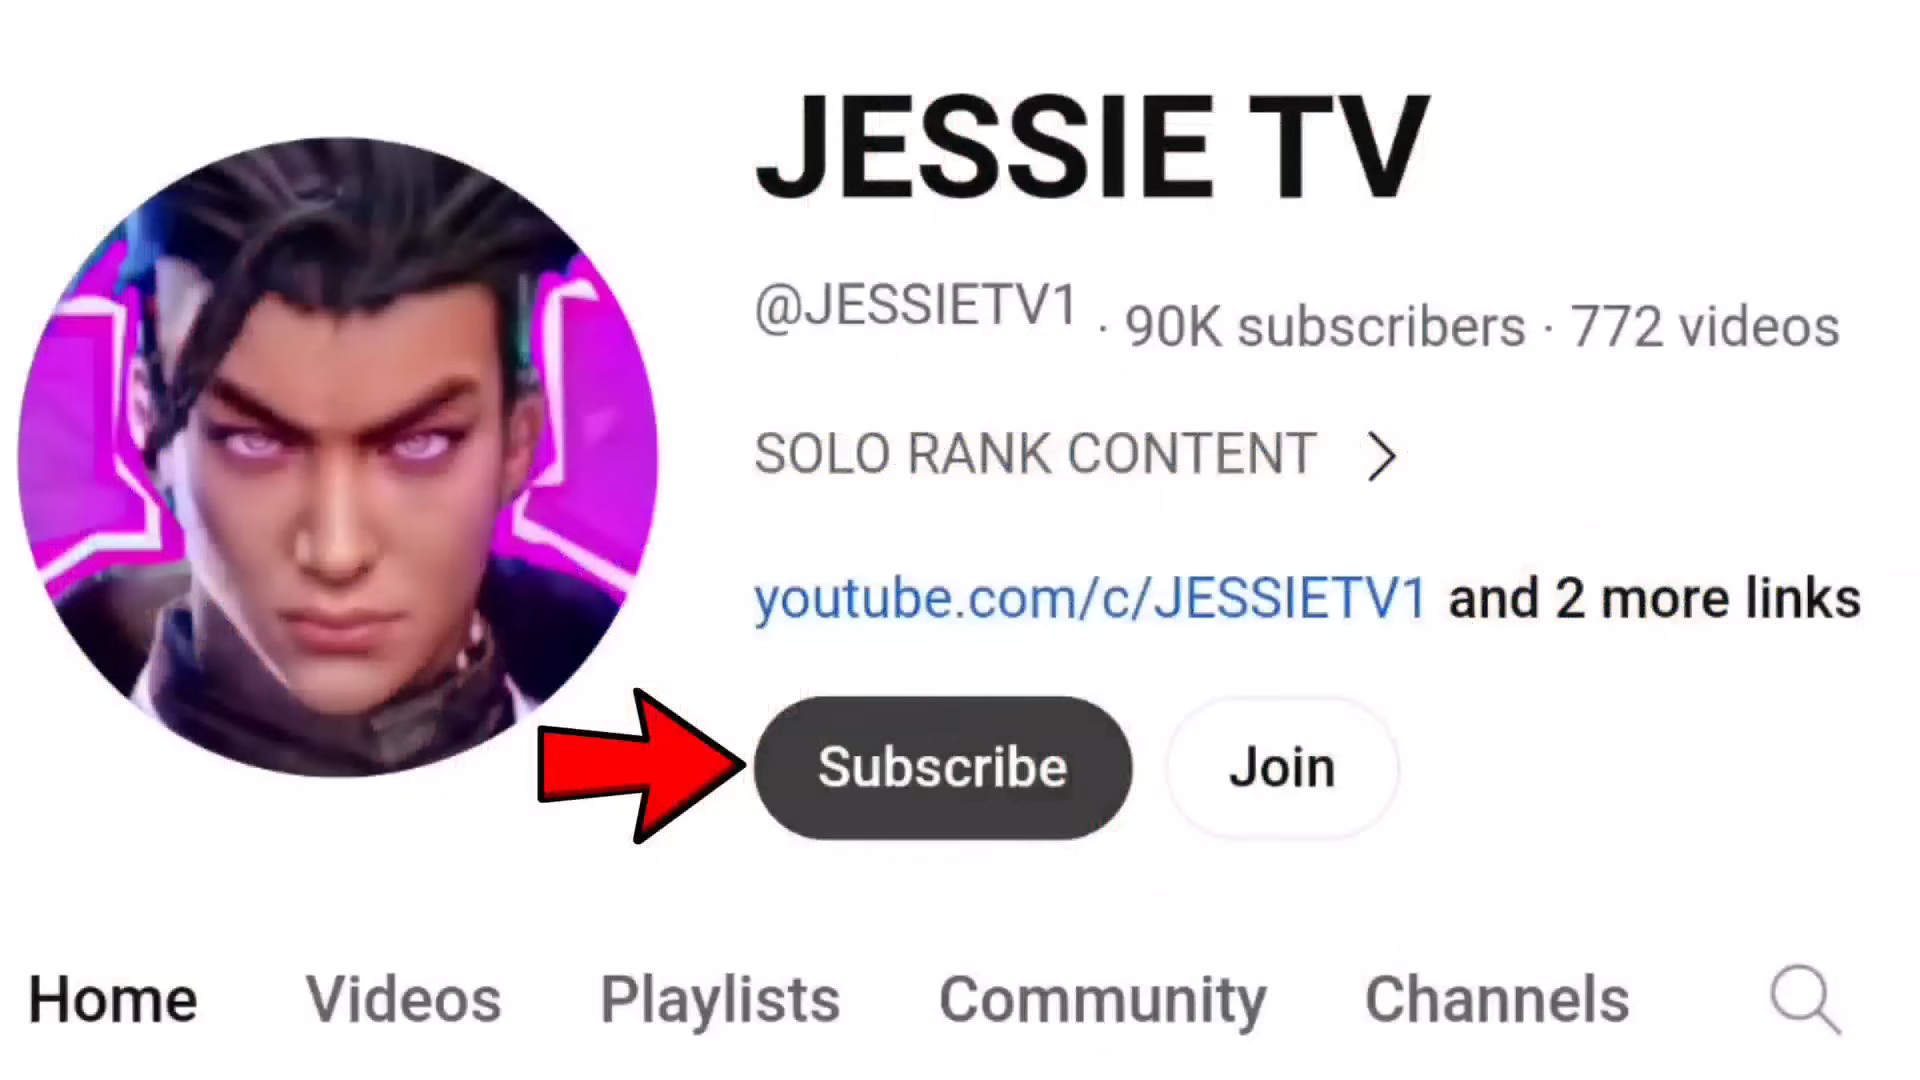 JESSIE TV
@JESSIETV1 · 90K subscribers · 772 videos
SOLO RANK CONTENT
youtube.com/c/JESSIETV1 and 2 more links
Subscribe Join
Home Videos Playlists Community Channels